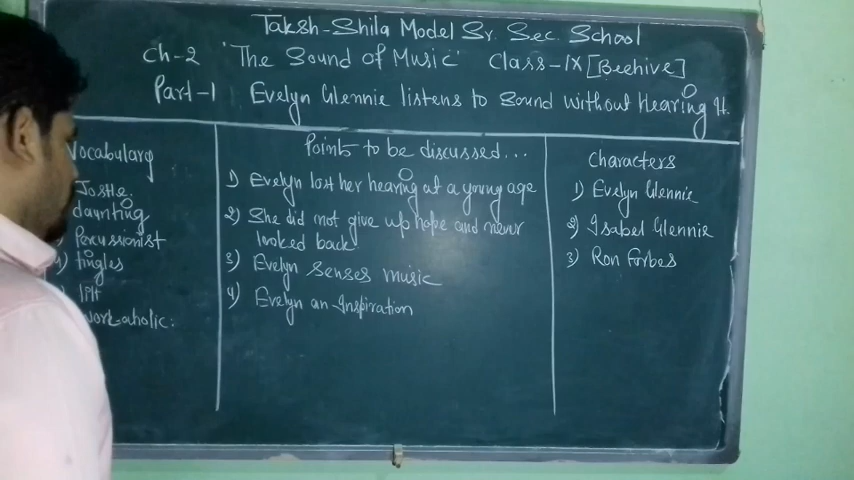 Taksh-Shila Model Sr. Sec. School
Ch-2 'The Sound of Music' Class-IX [Beehive]
Part-1 Evelyn Glennie listens to Sound without Hearing It.
Vocabulary
Jostle.
daunting
Percussionist
4) tingles
lilt
work-aholic:
Points to be discussed...
1) Evelyn lost her hearing at a young age
2) She did not give up hope and never
looked back
3) Evelyn senses music
4) Evelyn an Inspiration
Characters
1) Evelyn Glennie
2) Isabel Glennie
3) Ron Forbes